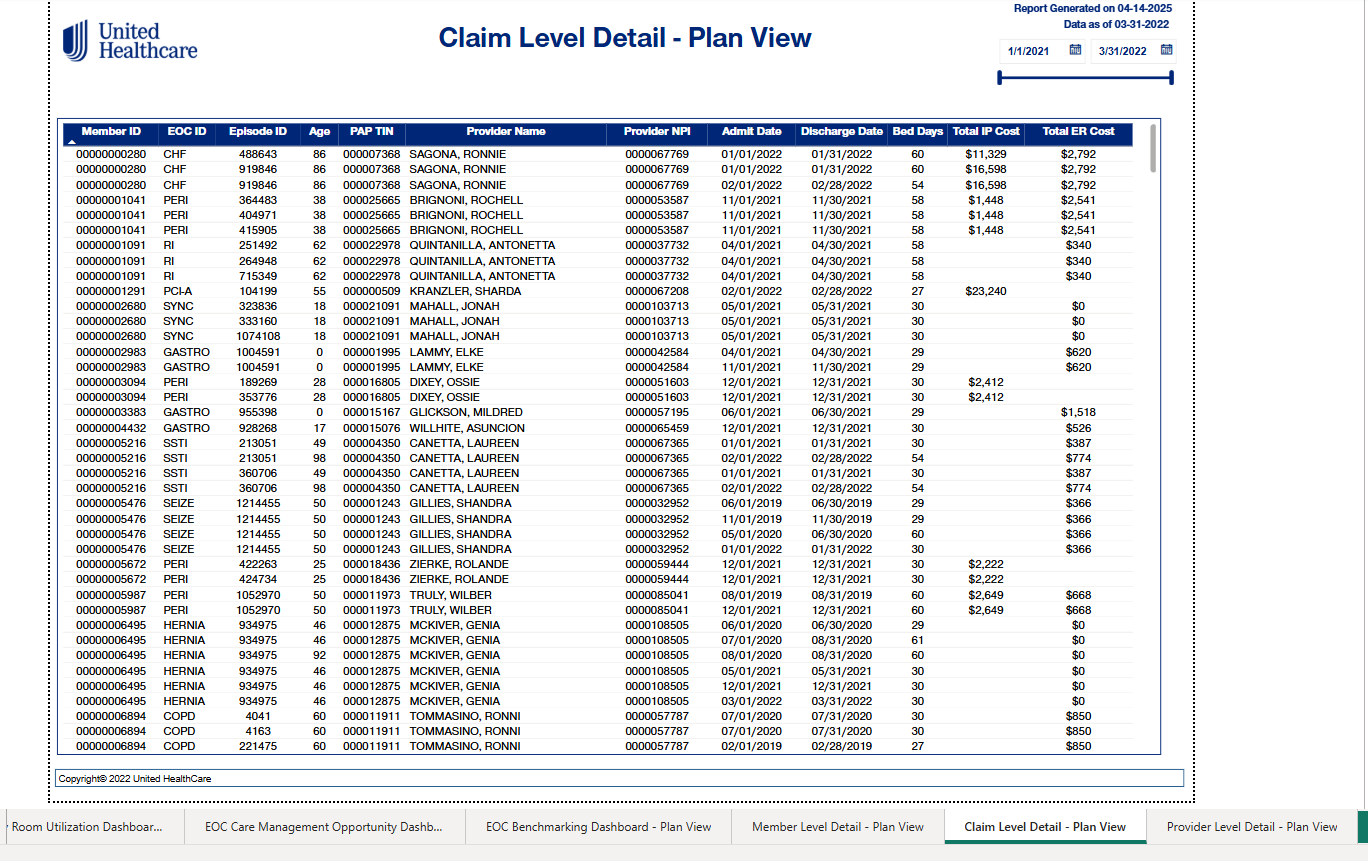 Report Generated on 04-14-2025
United
Healthcare
Claim Level Detail - Plan View
Data as of 03-31-2022
1/1/2021 3/31/2022
Member ID EOC ID Episode ID Age PAP TIN Provider Name Provider NPI Admit Date Discharge Date Bed Days Total IP Cost Total ER Cost
00000000280 CHF 488643 86 000007368 SAGONA, RONNIE 0000067769 01/01/2022 01/31/2022 60 $11,329 $2,792
00000000280 CHF 919846 86 000007368 SAGONA, RONNIE 0000067769 01/01/2022 01/31/2022 60 $16,598 $2,792
00000000280 CHF 919846 86 000007368 SAGONA, RONNIE 0000067769 02/01/2022 02/28/2022 54 $16,598 $2,792
00000001041 PERI 364483 38 000025665 BRIGNONI, ROCHELL 0000053587 11/01/2021 11/30/2021 58 $1,448 $2,541
00000001041 PERI 404971 38 000025665 BRIGNONI, ROCHELL 0000053587 11/01/2021 11/30/2021 58 $1,448 $2,541
00000001041 PERI 415905 38 000025665 BRIGNONI, ROCHELL 0000053587 11/01/2021 11/30/2021 58 $1,448 $2,541
00000001091 RI 251492 62 000022978 QUINTANILLA, ANTONETTA 0000037732 04/01/2021 04/30/2021 58 $340
00000001091 RI 264948 62 000022978 QUINTANILLA, ANTONETTA 0000037732 04/01/2021 04/30/2021 58 $340
00000001091 RI 715349 62 000022978 QUINTANILLA, ANTONETTA 0000037732 04/01/2021 04/30/2021 58 $340
00000001291 PCI-A 104199 55 000000509 KRANZLER, SHARDA 0000067208 02/01/2022 02/28/2022 27 $23,240
00000002680 SYNC 323836 18 000021091 MAHALL, JONAH 0000103713 05/01/2021 05/31/2021 30 $0
00000002680 SYNC 333160 18 000021091 MAHALL, JONAH 0000103713 05/01/2021 05/31/2021 30 $0
00000002680 SYNC 1074108 18 000021091 MAHALL, JONAH 0000103713 05/01/2021 05/31/2021 30 $0
00000002983 GASTRO 1004591 0 000001995 LAMMY, ELKE 0000042584 04/01/2021 04/30/2021 29 $620
00000002983 GASTRO 1004591 0 000001995 LAMMY, ELKE 0000042584 11/01/2021 11/30/2021 29 $620
00000003094 PERI 189269 28 000016805 DIXEY, OSSIE 0000051603 12/01/2021 12/31/2021 30 $2,412
00000003094 PERI 353776 28 000016805 DIXEY, OSSIE 0000051603 12/01/2021 12/31/2021 30 $2,412
00000003383 GASTRO 955398 0 000015167 GLICKSON, MILDRED 0000057195 06/01/2021 06/30/2021 29 $1,518
00000004432 GASTRO 928268 17 000015076 WILLHITE, ASUNCION 0000065459 12/01/2021 12/31/2021 30 $526
00000005216 SSTI 213051 49 000004350 CANETTA, LAUREEN 0000067365 01/01/2021 01/31/2021 30 $387
00000005216 SSTI 213051 98 000004350 CANETTA, LAUREEN 0000067365 02/01/2022 02/28/2022 54 $774
00000005216 SSTI 360706 49 000004350 CANETTA, LAUREEN 0000067365 01/01/2021 01/31/2021 30 $387
00000005216 SSTI 360706 98 000004350 CANETTA, LAUREEN 0000067365 02/01/2022 02/28/2022 54 $774
00000005476 SEIZE 1214455 50 000001243 GILLIES, SHANDRA 0000032952 06/01/2019 06/30/2019 29 $366
00000005476 SEIZE 1214455 50 000001243 GILLIES, SHANDRA 0000032952 11/01/2019 11/30/2019 29 $366
00000005476 SEIZE 1214455 50 000001243 GILLIES, SHANDRA 0000032952 05/01/2020 06/30/2020 60 $366
00000005476 SEIZE 1214455 50 000001243 GILLIES, SHANDRA 0000032952 01/01/2022 01/31/2022 30 $366
00000005672 PERI 422263 25 000018436 ZIERKE, ROLANDE 0000059444 12/01/2021 12/31/2021 30 $2,222
00000005672 PERI 424734 25 000018436 ZIERKE, ROLANDE 0000059444 12/01/2021 12/31/2021 30 $2,222
00000005987 PERI 1052970 50 000011973 TRULY, WILBER 0000085041 08/01/2019 08/31/2019 60 $2,649 $668
00000005987 PERI 1052970 50 000011973 TRULY, WILBER 0000085041 12/01/2021 12/31/2021 60 $2,649 $668
00000006495 HERNIA 934975 46 000012875 MCKIVER, GENIA 0000108505 06/01/2020 06/30/2020 29 $0
00000006495 HERNIA 934975 46 000012875 MCKIVER, GENIA 0000108505 07/01/2020 08/31/2020 61 $0
00000006495 HERNIA 934975 92 000012875 MCKIVER, GENIA 0000108505 08/01/2020 08/31/2020 60 $0
00000006495 HERNIA 934975 46 000012875 MCKIVER, GENIA 0000108505 05/01/2021 05/31/2021 30 $0
00000006495 HERNIA 934975 46 000012875 MCKIVER, GENIA 0000108505 12/01/2021 12/31/2021 30 $0
00000006495 HERNIA 934975 46 000012875 MCKIVER, GENIA 0000108505 03/01/2022 03/31/2022 30 $0
00000006894 COPD 4041 60 000011911 TOMMASINO, RONNI 0000057787 07/01/2020 07/31/2020 30 $850
00000006894 COPD 4163 60 000011911 TOMMASINO, RONNI 0000057787 07/01/2020 07/31/2020 30 $850
00000006894 COPD 221475 60 000011911 TOMMASINO, RONNI 0000057787 02/01/2019 02/28/2019 27 $850
Copyright© 2022 United HealthCare
Room Utilization Dashboar... EOC Care Management Opportunity Dashb... EOC Benchmarking Dashboard - Plan View Member Level Detail - Plan View Claim Level Detail - Plan View Provider Level Detail - Plan View